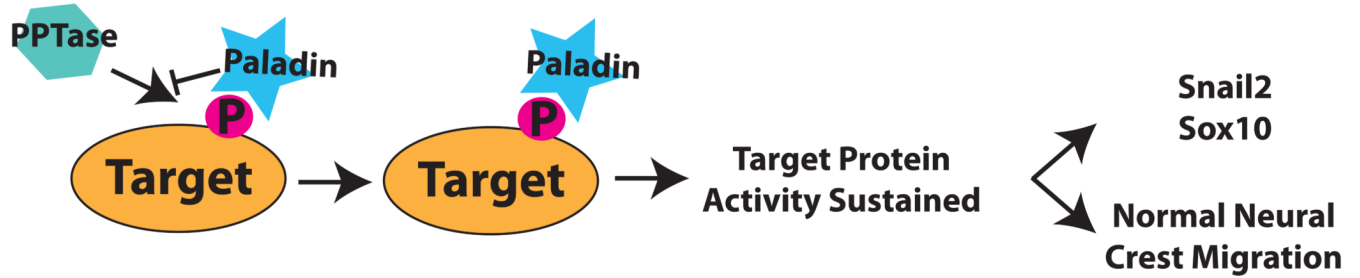 PPTase
Paladin
P
Target
Paladin
P
Target
Target Protein
Activity Sustained
Snail2
Sox10
Normal Neural
Crest Migration